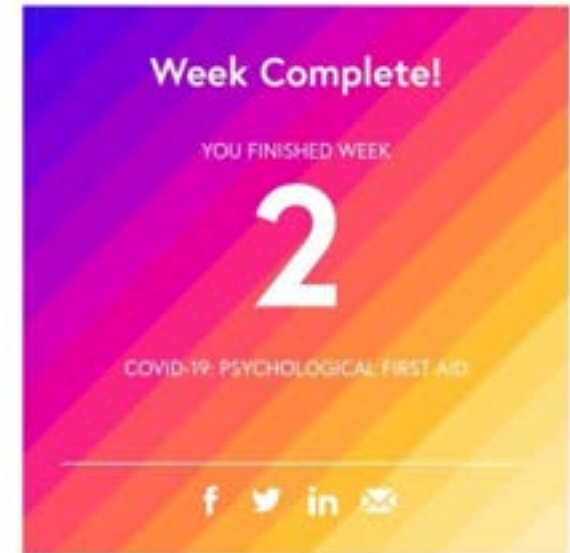 Week Complete!
YOU FINISHED WEEK
2
COVID-19: PSYCHOLOGICAL FIRST AID